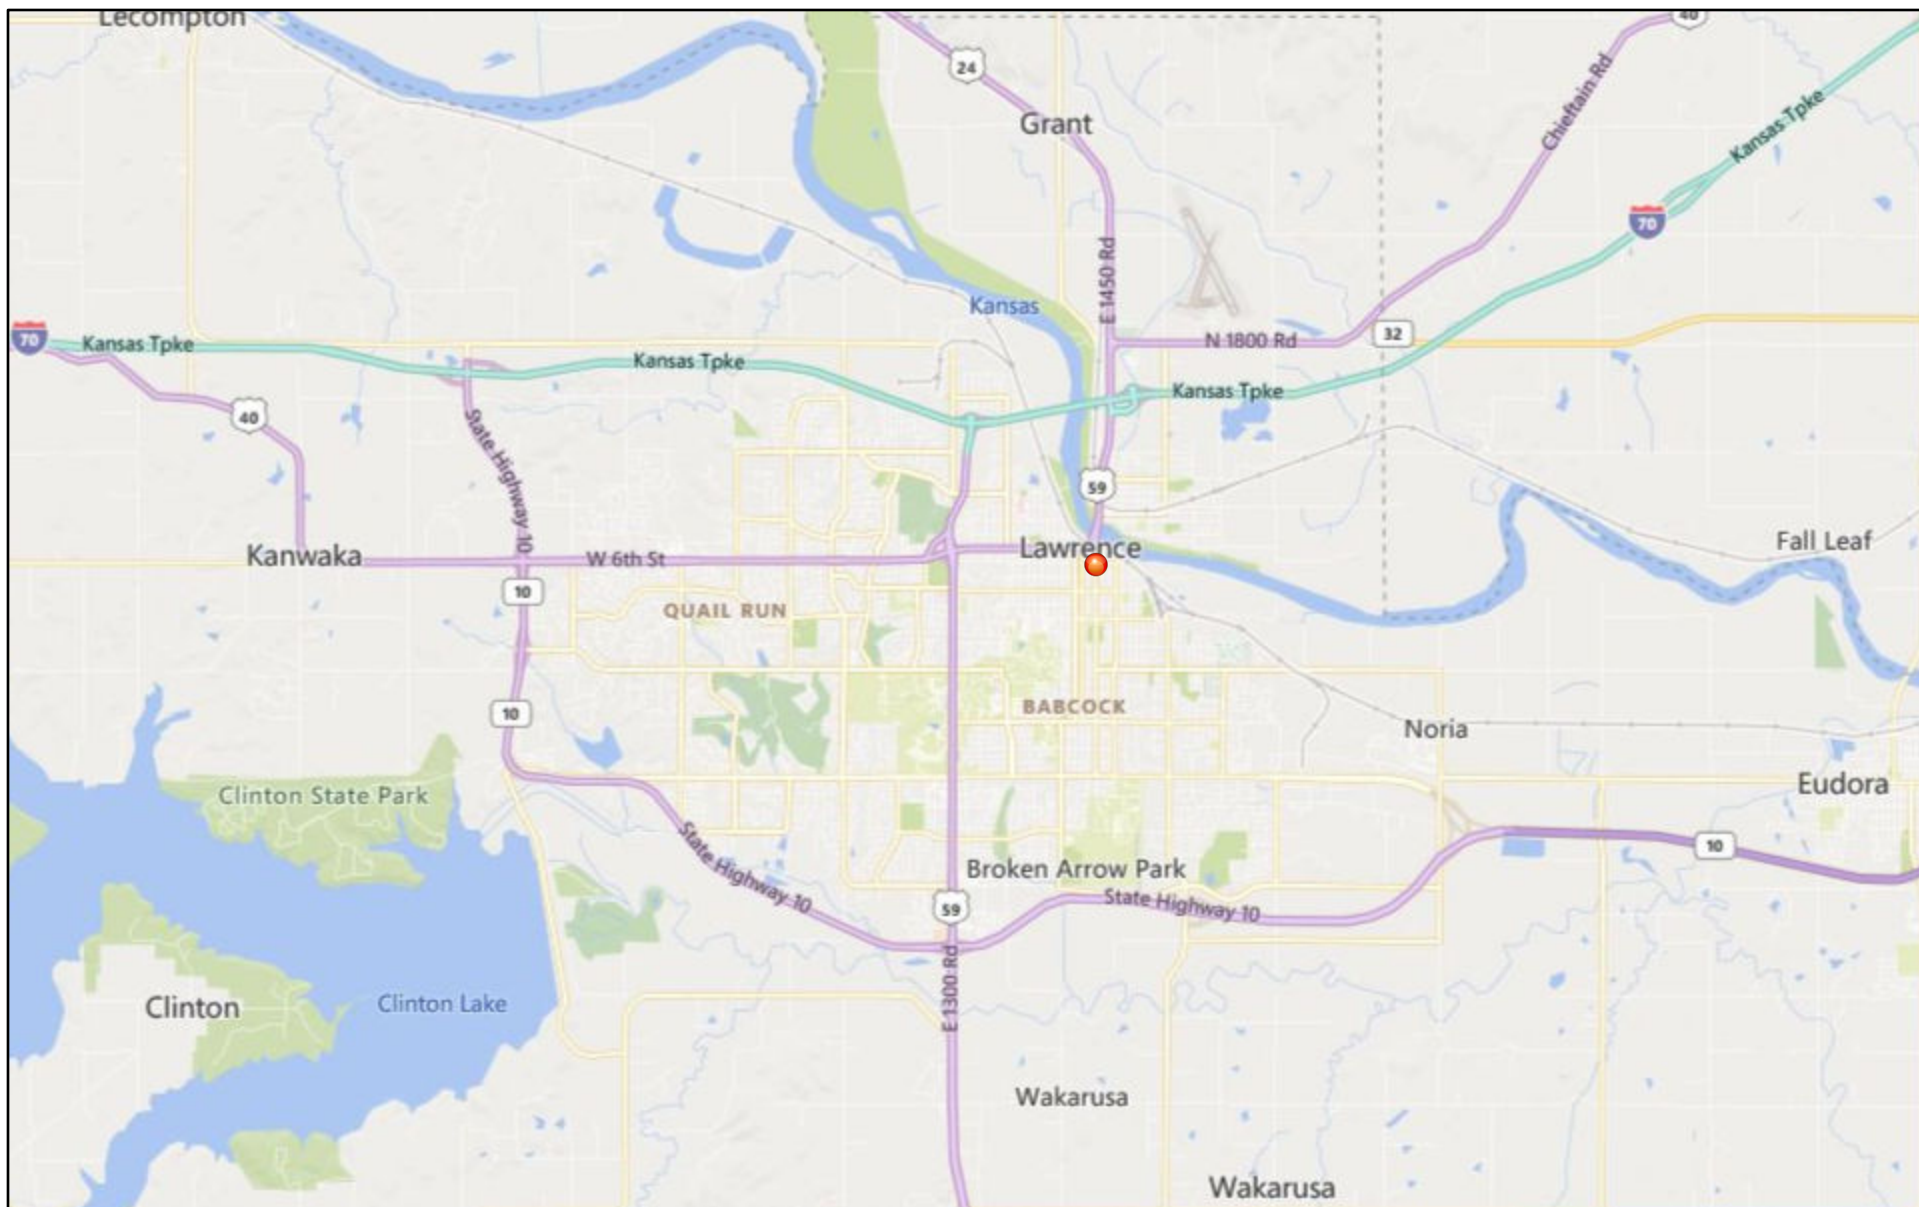 Lecompton
40
24
Chieftain Rd
Kansas Tpke
Grant
70
E 1450 Rd
Kansas
70
Kansas Tpke
Kansas Tpke
N 1800 Rd
32
Kansas Tpke
40
State Highway 10
59
Kanwaka
W 6th St
Lawrence
Fall Leaf
10
QUAIL RUN
10
BABCOCK
Noria
Clinton State Park
Eudora
State Highway 10
10
Broken Arrow Park
59
State Highway 10
E 1300 Rd
Clinton
Clinton Lake
Wakarusa
Wakarusa